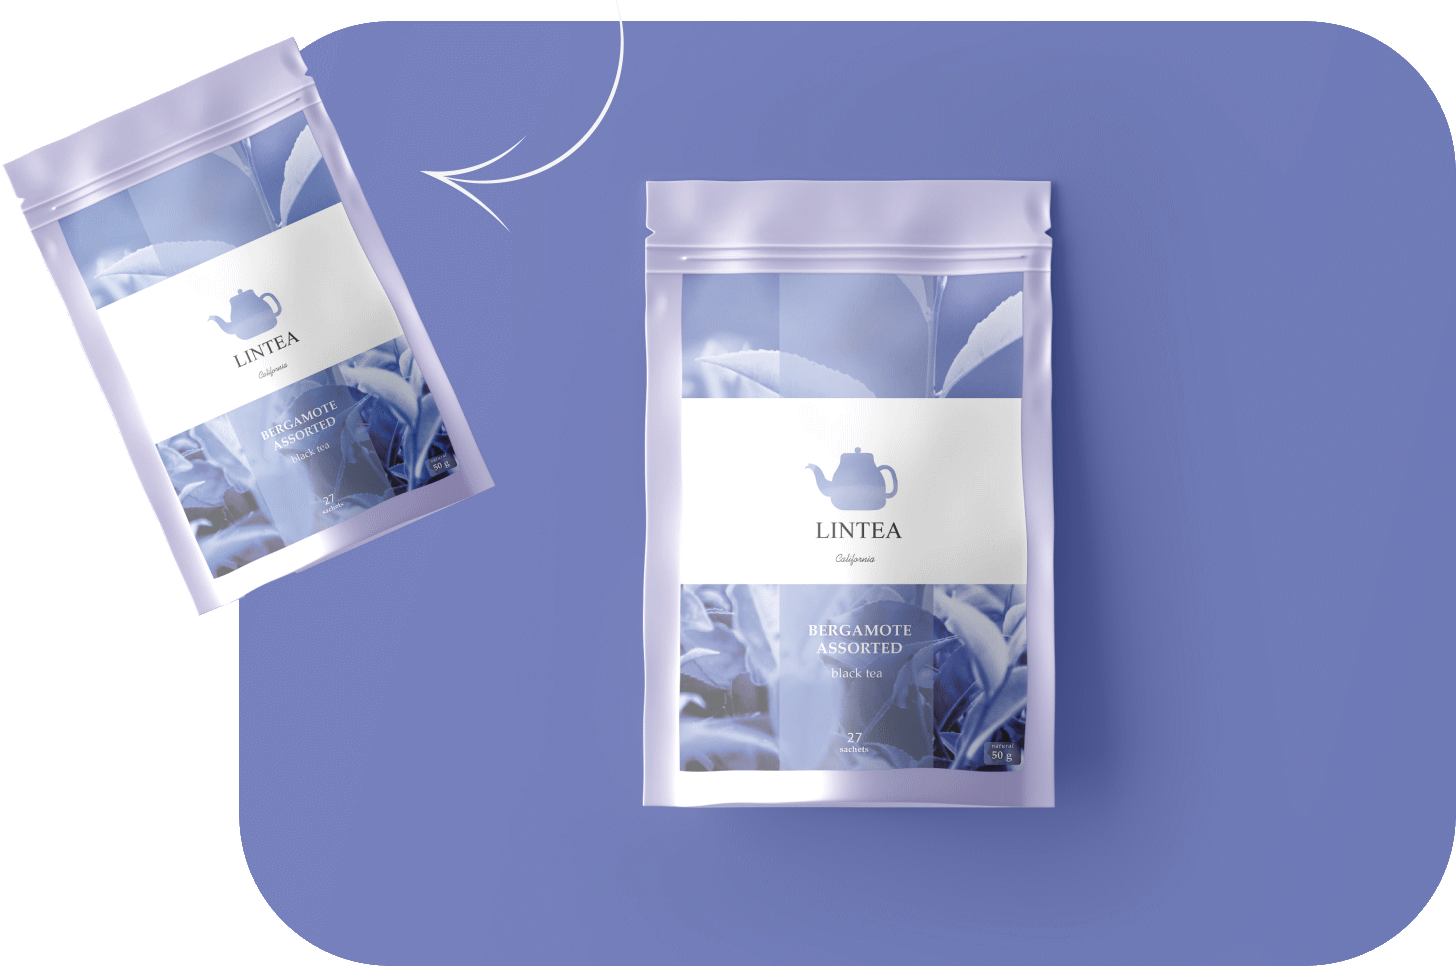 LINTEA
California
BERGAMOTE
ASSORTED
black tea
27
sachets
natural
50 g
LINTEA
California
BERGAMOTE
ASSORTED
black tea
27
sachets
natural
50 g